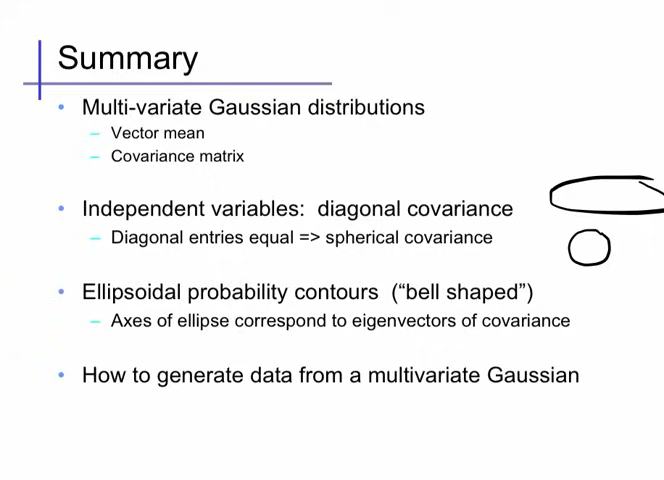 Summary
• Multi-variate Gaussian distributions
– Vector mean
– Covariance matrix
• Independent variables: diagonal covariance
– Diagonal entries equal => spherical covariance
• Ellipsoidal probability contours (“bell shaped”)
– Axes of ellipse correspond to eigenvectors of covariance
• How to generate data from a multivariate Gaussian